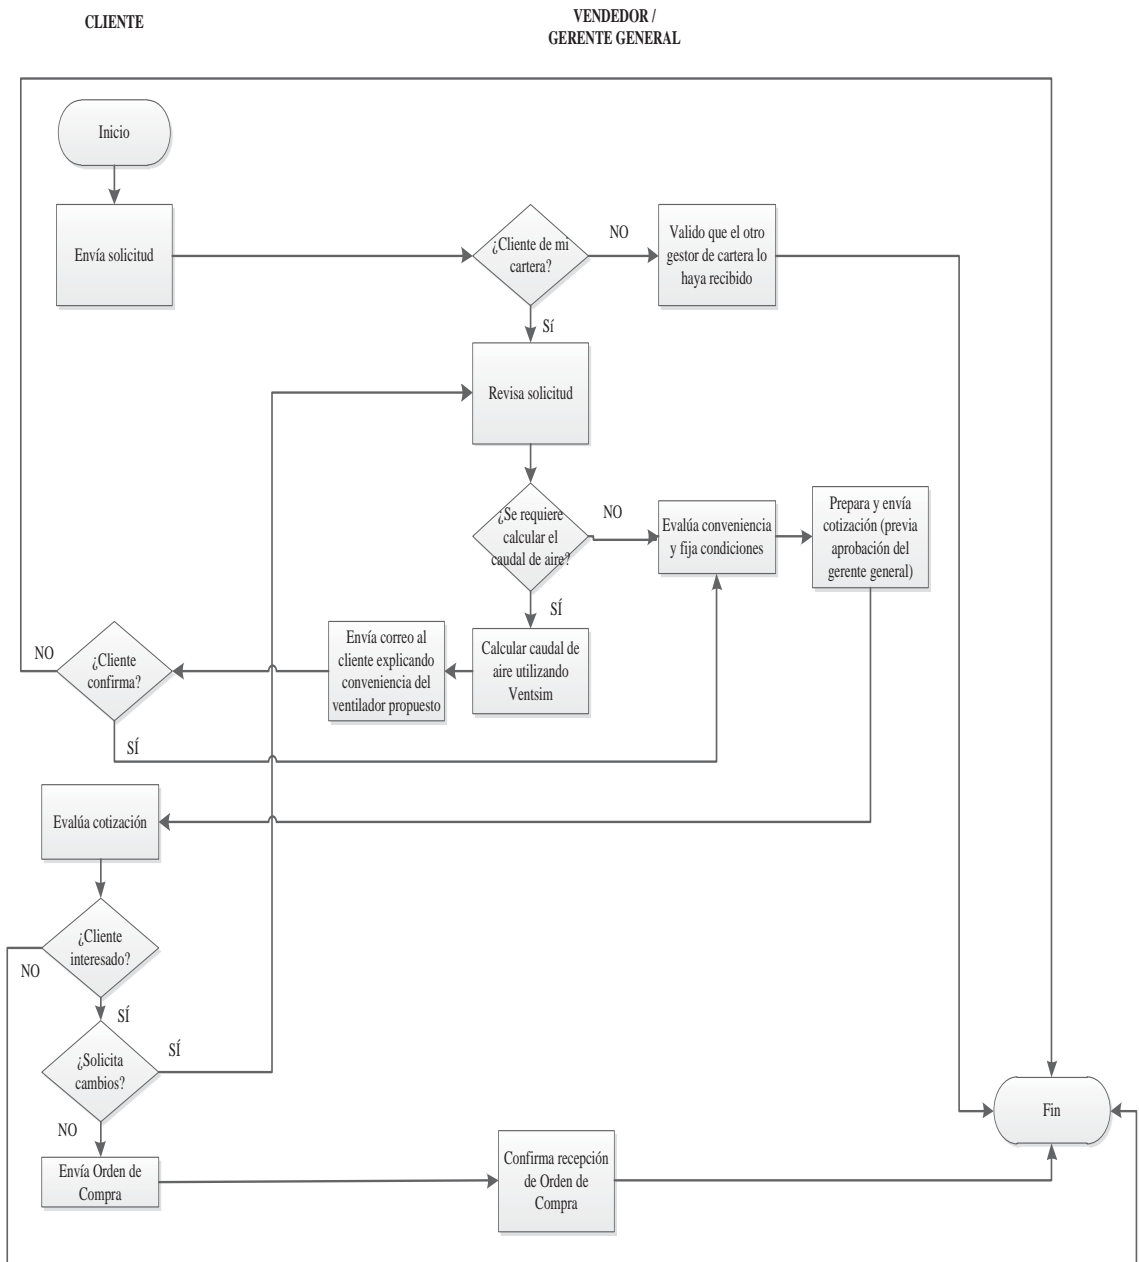 CLIENTE
VENDEDOR /
GERENTE GENERAL
Inicio
Envía solicitud
¿Cliente de mi
cartera?
NO
Valido que el otro
gestor de cartera lo
haya recibido
Sí
Revisa solicitud
¿Se requiere
calcular el
caudal de aire?
NO
Evalúa conveniencia
y fija condiciones
Prepara y envía
cotización (previa
aprobación del
gerente general)
SÍ
Calcular caudal de
aire utilizando
Ventsim
Envía correo al
cliente explicando
conveniencia del
ventilador propuesto
NO
¿Cliente
confirma?
SÍ
Evalúa cotización
¿Cliente
interesado?
NO
SÍ
¿Solicita
cambios?
SÍ
NO
Envía Orden de
Compra
Confirma recepción
de Orden de
Compra
Fin